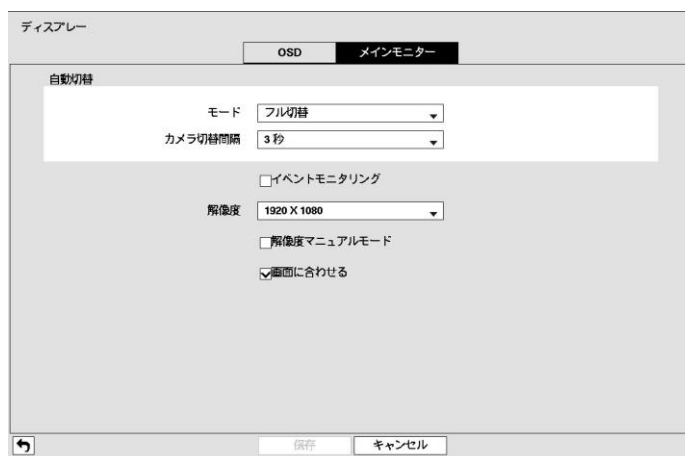 ディスプレー
OSD メインモニター
自動切替
モード フル切替
カメラ切替間隔 3 秒
イベントモニタリング
解像度 1920 X 1080
解像度マニュアルモード
画面に合わせる
保存 キャンセル